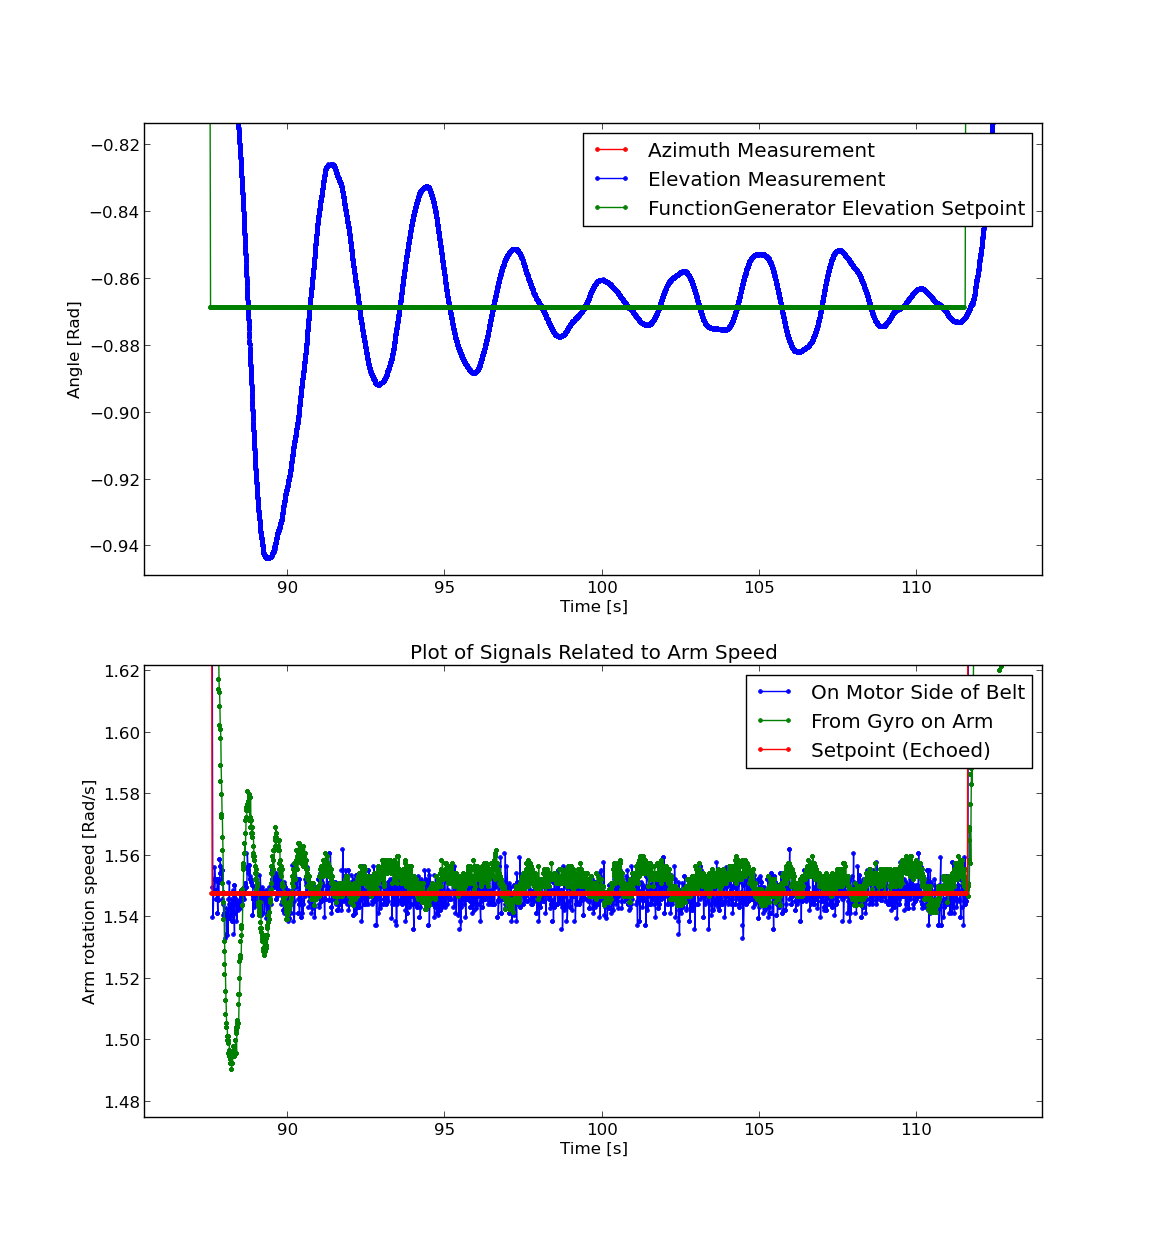 −0.82
−0.84
−0.86
−0.88
−0.90
−0.92
−0.94
Angle [Rad]
Azimuth Measurement
Elevation Measurement
FunctionGenerator Elevation Setpoint
90 95 100 105 110
Time [s]
Plot of Signals Related to Arm Speed
1.62
1.60
1.58
1.56
1.54
1.52
1.50
1.48
Arm rotation speed [Rad/s]
On Motor Side of Belt
From Gyro on Arm
Setpoint (Echoed)
90 95 100 105 110
Time [s]